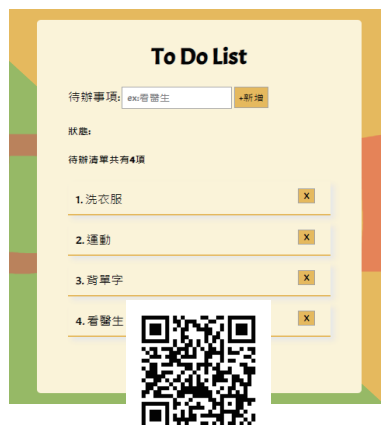 To Do List
待辦事項: ex:看醫生 +新增
狀態:
待辦清單共有4項
1. 洗衣服 X
2. 運動 X
3. 背單字 X
4. 看醫生 X